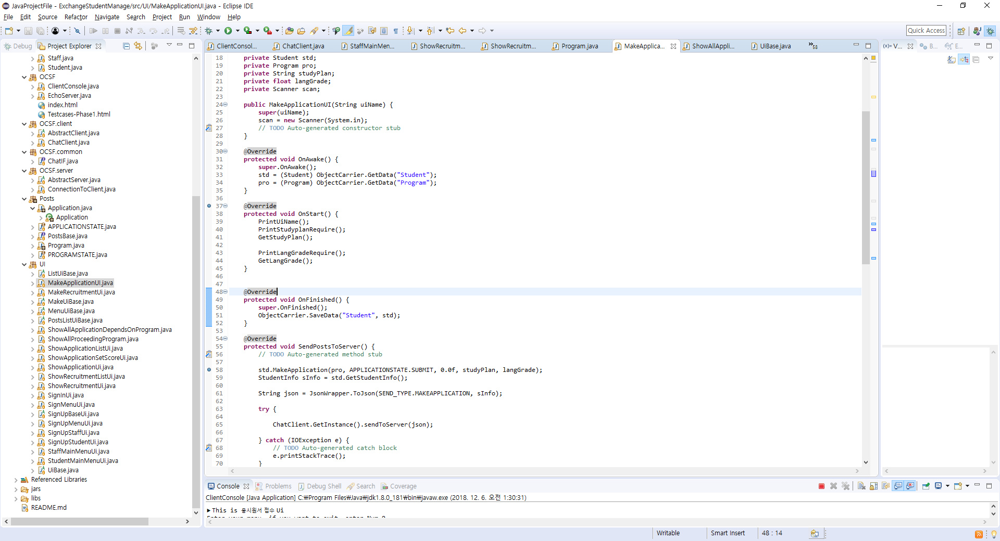 JavaProjectFile - ExchangeStudentManage/src/UI/MakeApplicationUI.java - Eclipse IDE
File Edit Source Refactor Navigate Search Project Run Window Help
Quick Access
Debug Project Explorer
Staff.java
Student.java
OCSF
ClientConsole.java
EchoServer.java
index.html
Testcases-Phase1.html
OCSF.client
AbstractClient.java
ChatClient.java
OCSF.common
ChatIF.java
OCSF.server
AbstractServer.java
ConnectionToClient.java
Posts
Application.java
Application
APPLICATIONSTATE.java
PostsBase.java
Program.java
PROGRAMSTATE.java
UI
ListUiBase.java
MakeApplicationUI.java
MakeRecruitmentUi.java
MakeUiBase.java
MenuUiBase.java
PostsListUiBase.java
ShowAllApplicationDependsOnProgram.java
ShowAllProceedingProgram.java
ShowApplicationListUi.java
ShowApplicationSetScoreUi.java
ShowApplicationUi.java
ShowRecruitmentListUi.java
ShowRecruitmentUi.java
SignInUi.java
SignMenuUi.java
SignUpBaseUi.java
SignUpMenuUi.java
SignUpStaffUi.java
SignUpStudentUi.java
StaffMainMenuUi.java
StudentMainMenuUi.java
UiBase.java
Referenced Libraries
jars
libs
README.md
ClientConsol... ChatClient.java StaffMainMen... ShowRecruitm... ShowRecruitm... Program.java MakeApplica... ShowAllAppli... UiBase.java »58
18 private Student std;
19 private Program pro;
20 private String studyPlan;
21 private float langGrade;
22 private Scanner scan;
23
24 public MakeApplicationUI(String uiName) {
25 super(uiName);
26 scan = new Scanner(System.in);
27 // TODO Auto-generated constructor stub
28 }
29
30 @Override
31 protected void OnAwake() {
32 super.OnAwake();
33 std = (Student) ObjectCarrier.GetData("Student");
34 pro = (Program) ObjectCarrier.GetData("Program");
35 }
36
37 @Override
38 protected void OnStart() {
39 PrintUiName();
40 PrintStudyplanRequire();
41 GetStudyPlan();
42
43 PrintLangGradeRequire();
44 GetLangGrade();
45 }
46
47
48 @Override
49 protected void OnFinished() {
50 super.OnFinished();
51 ObjectCarrier.SaveData("Student", std);
52 }
53
54 @Override
55 protected void SendPostsToServer() {
56 // TODO Auto-generated method stub
57
58 std.MakeApplication(pro, APPLICATIONSTATE.SUBMIT, 0.0f, studyPlan, langGrade);
59 StudentInfo sInfo = std.GetStudentInfo();
60
61 String json = JsonWrapper.ToJson(SEND_TYPE.MAKEAPPLICATION, sInfo);
62
63 try {
64
65 ChatClient.GetInstance().sendToServer(json);
66
67 } catch (IOException e) {
68 // TODO Auto-generated catch block
69 e.printStackTrace();
70 }
(x)= V... B... E...
Console Problems Debug Shell Search Coverage
ClientConsole [Java Application] C:₩Program Files₩Java₩jdk1.8.0_181₩bin₩javaw.exe (2018. 12. 6. 오전 1:30:31)
▶This is 응시원서 접수 Ui
Enter your menu, if you want to exit, enter Num 0
Writable Smart Insert 48 : 14